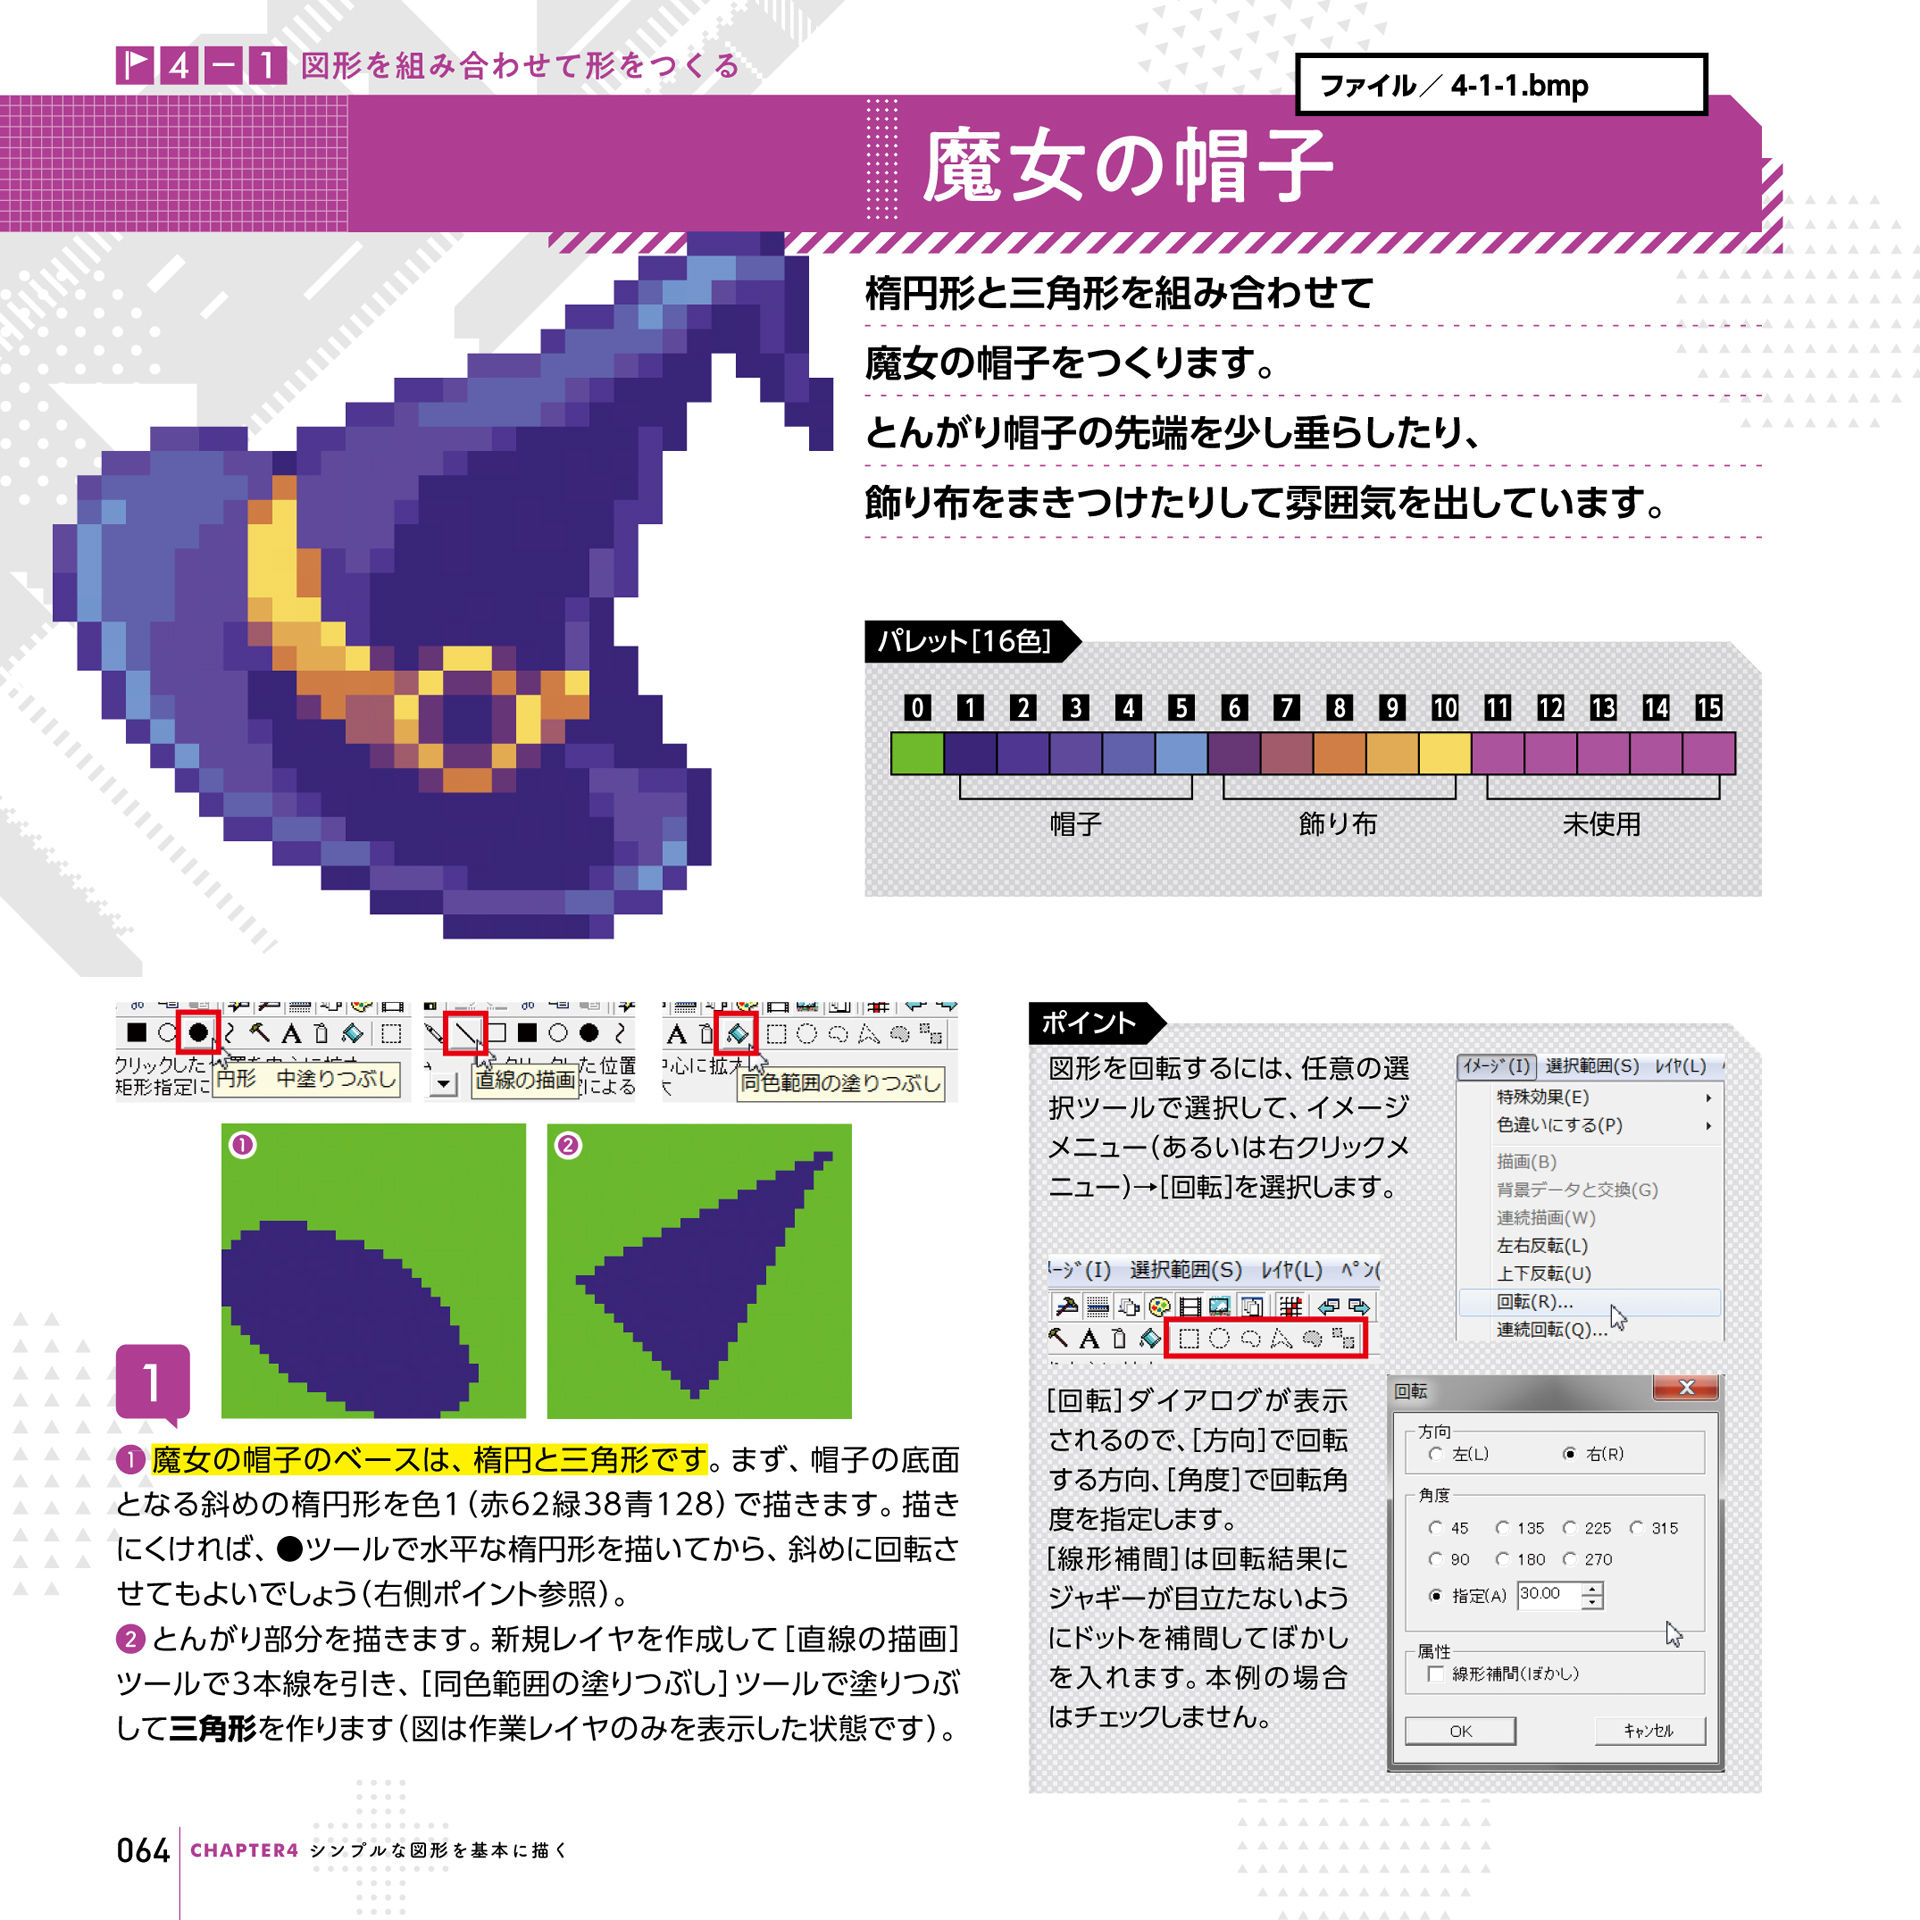 4-1 図形を組み合わせて形をつくる
ファイル／4-1-1.bmp
魔女の帽子
楕円形と三角形を組み合わせて
魔女の帽子をつくります。
とんがり帽子の先端を少し垂らしたり、
飾り布をまきつけたりして雰囲気を出しています。
パレット[16色]
0 1 2 3 4 5 6 7 8 9 10 11 12 13 14 15
帽子 飾り布 未使用
クリックした
矩形指定に
円形　中塗りつぶし
た位置
による
直線の描画
心に拡
同色範囲の塗りつぶし
1 2
1
1 魔女の帽子のベースは、楕円と三角形です。まず、帽子の底面
となる斜めの楕円形を色1（赤62緑38青128）で描きます。描き
にくければ、●ツールで水平な楕円形を描いてから、斜めに回転さ
せてもよいでしょう（右側ポイント参照）。
2 とんがり部分を描きます。新規レイヤを作成して［直線の描画］
ツールで3本線を引き、［同色範囲の塗りつぶし］ツールで塗りつぶ
して三角形を作ります（図は作業レイヤのみを表示した状態です）。
ポイント
図形を回転するには、任意の選
択ツールで選択して、イメージ
メニュー（あるいは右クリックメ
ニュー）→［回転］を選択します。
ｲﾒｰｼﾞ(I) 選択範囲(S) ﾚｲﾔ(L)
特殊効果(E)
色違いにする(P)
描画(B)
背景データと交換(G)
連続描画(W)
左右反転(L)
上下反転(U)
回転(R)...
連続回転(Q)...
ｰｼﾞ(I) 選択範囲(S) ﾚｲﾔ(L) ﾍﾟﾝ(
［回転］ダイアログが表示
されるので、［方向］で回転
する方向、［角度］で回転角
度を指定します。
［線形補間］は回転結果に
ジャギーが目立たないよう
にドットを補間してぼかし
を入れます。本例の場合
はチェックしません。
回転
方向
左(L) 右(R)
角度
45 135 225 315
90 180 270
指定(A) 30.00
属性
線形補間(ぼかし)
OK ｷｬﾝｾﾙ
064 CHAPTER4 シンプルな図形を基本に描く